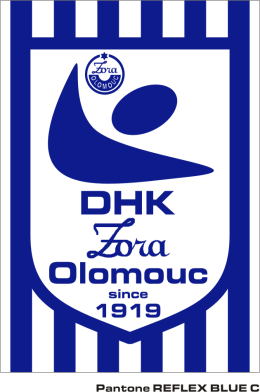 Zora
OLOMOUC
DHK
Zora
Olomouc
since
1919
Pantone REFLEX BLUE C